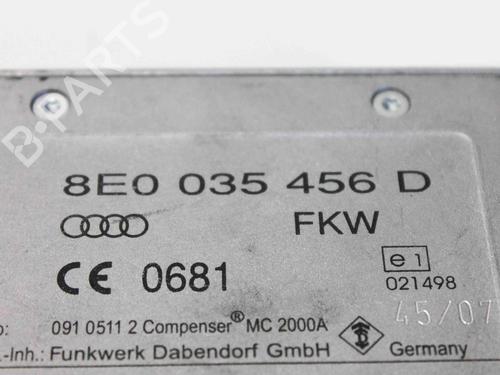 8E0 035 456 D
FKW
CE 0681
e1
021498
45/07
o: 091 0511 2 Compenser® MC 2000A
.-Inh.: Funkwerk Dabendorf GmbH Germany
B-PARTS